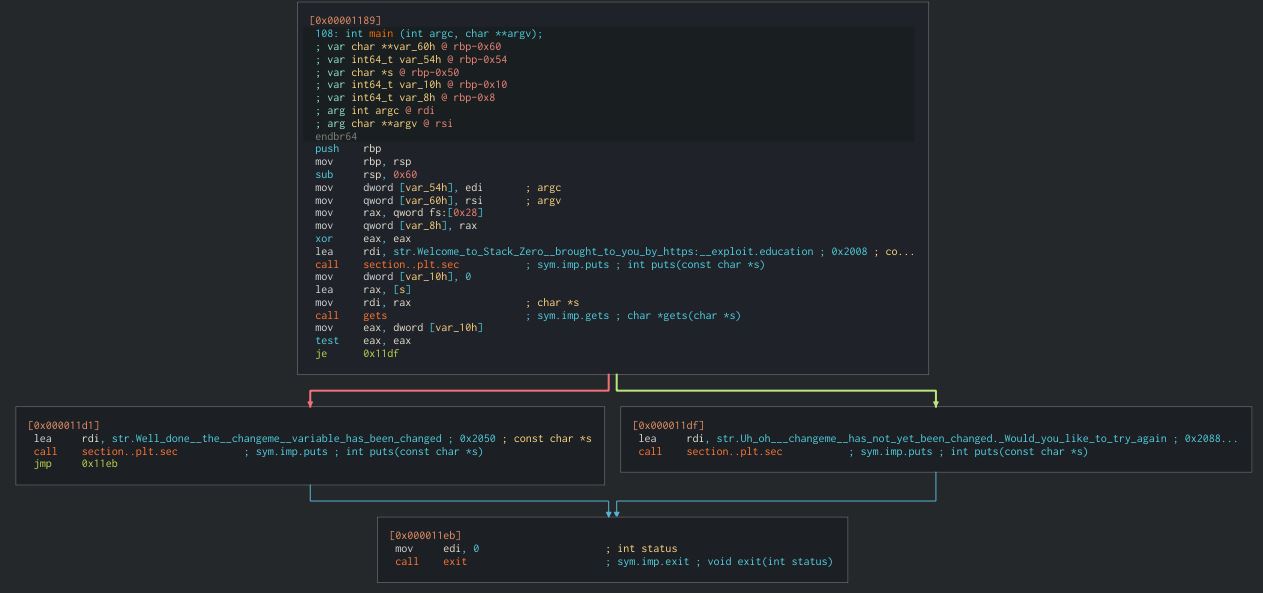 [0x00001189]
108: int main (int argc, char **argv);
; var char **var_60h @ rbp-0x60
; var int64_t var_54h @ rbp-0x54
; var char *s @ rbp-0x50
; var int64_t var_10h @ rbp-0x10
; var int64_t var_8h @ rbp-0x8
; arg int argc @ rdi
; arg char **argv @ rsi
endbr64
push rbp
mov rbp, rsp
sub rsp, 0x60
mov dword [var_54h], edi ; argc
mov qword [var_60h], rsi ; argv
mov rax, qword fs:[0x28]
mov qword [var_8h], rax
xor eax, eax
lea rdi, str.Welcome_to_Stack_Zero__brought_to_you_by_https:__exploit.education ; 0x2008 ; co...
call section..plt.sec ; sym.imp.puts ; int puts(const char *s)
mov dword [var_10h], 0
lea rax, [s]
mov rdi, rax ; char *s
call gets ; sym.imp.gets ; char *gets(char *s)
mov eax, dword [var_10h]
test eax, eax
je 0x11df
[0x000011d1]
lea rdi, str.Well_done__the__changeme__variable_has_been_changed ; 0x2050 ; const char *s
call section..plt.sec ; sym.imp.puts ; int puts(const char *s)
jmp 0x11eb
[0x000011df]
lea rdi, str.Uh_oh___changeme__has_not_yet_been_changed._Would_you_like_to_try_again ; 0x2088...
call section..plt.sec ; sym.imp.puts ; int puts(const char *s)
[0x000011eb]
mov edi, 0 ; int status
call exit ; sym.imp.exit ; void exit(int status)